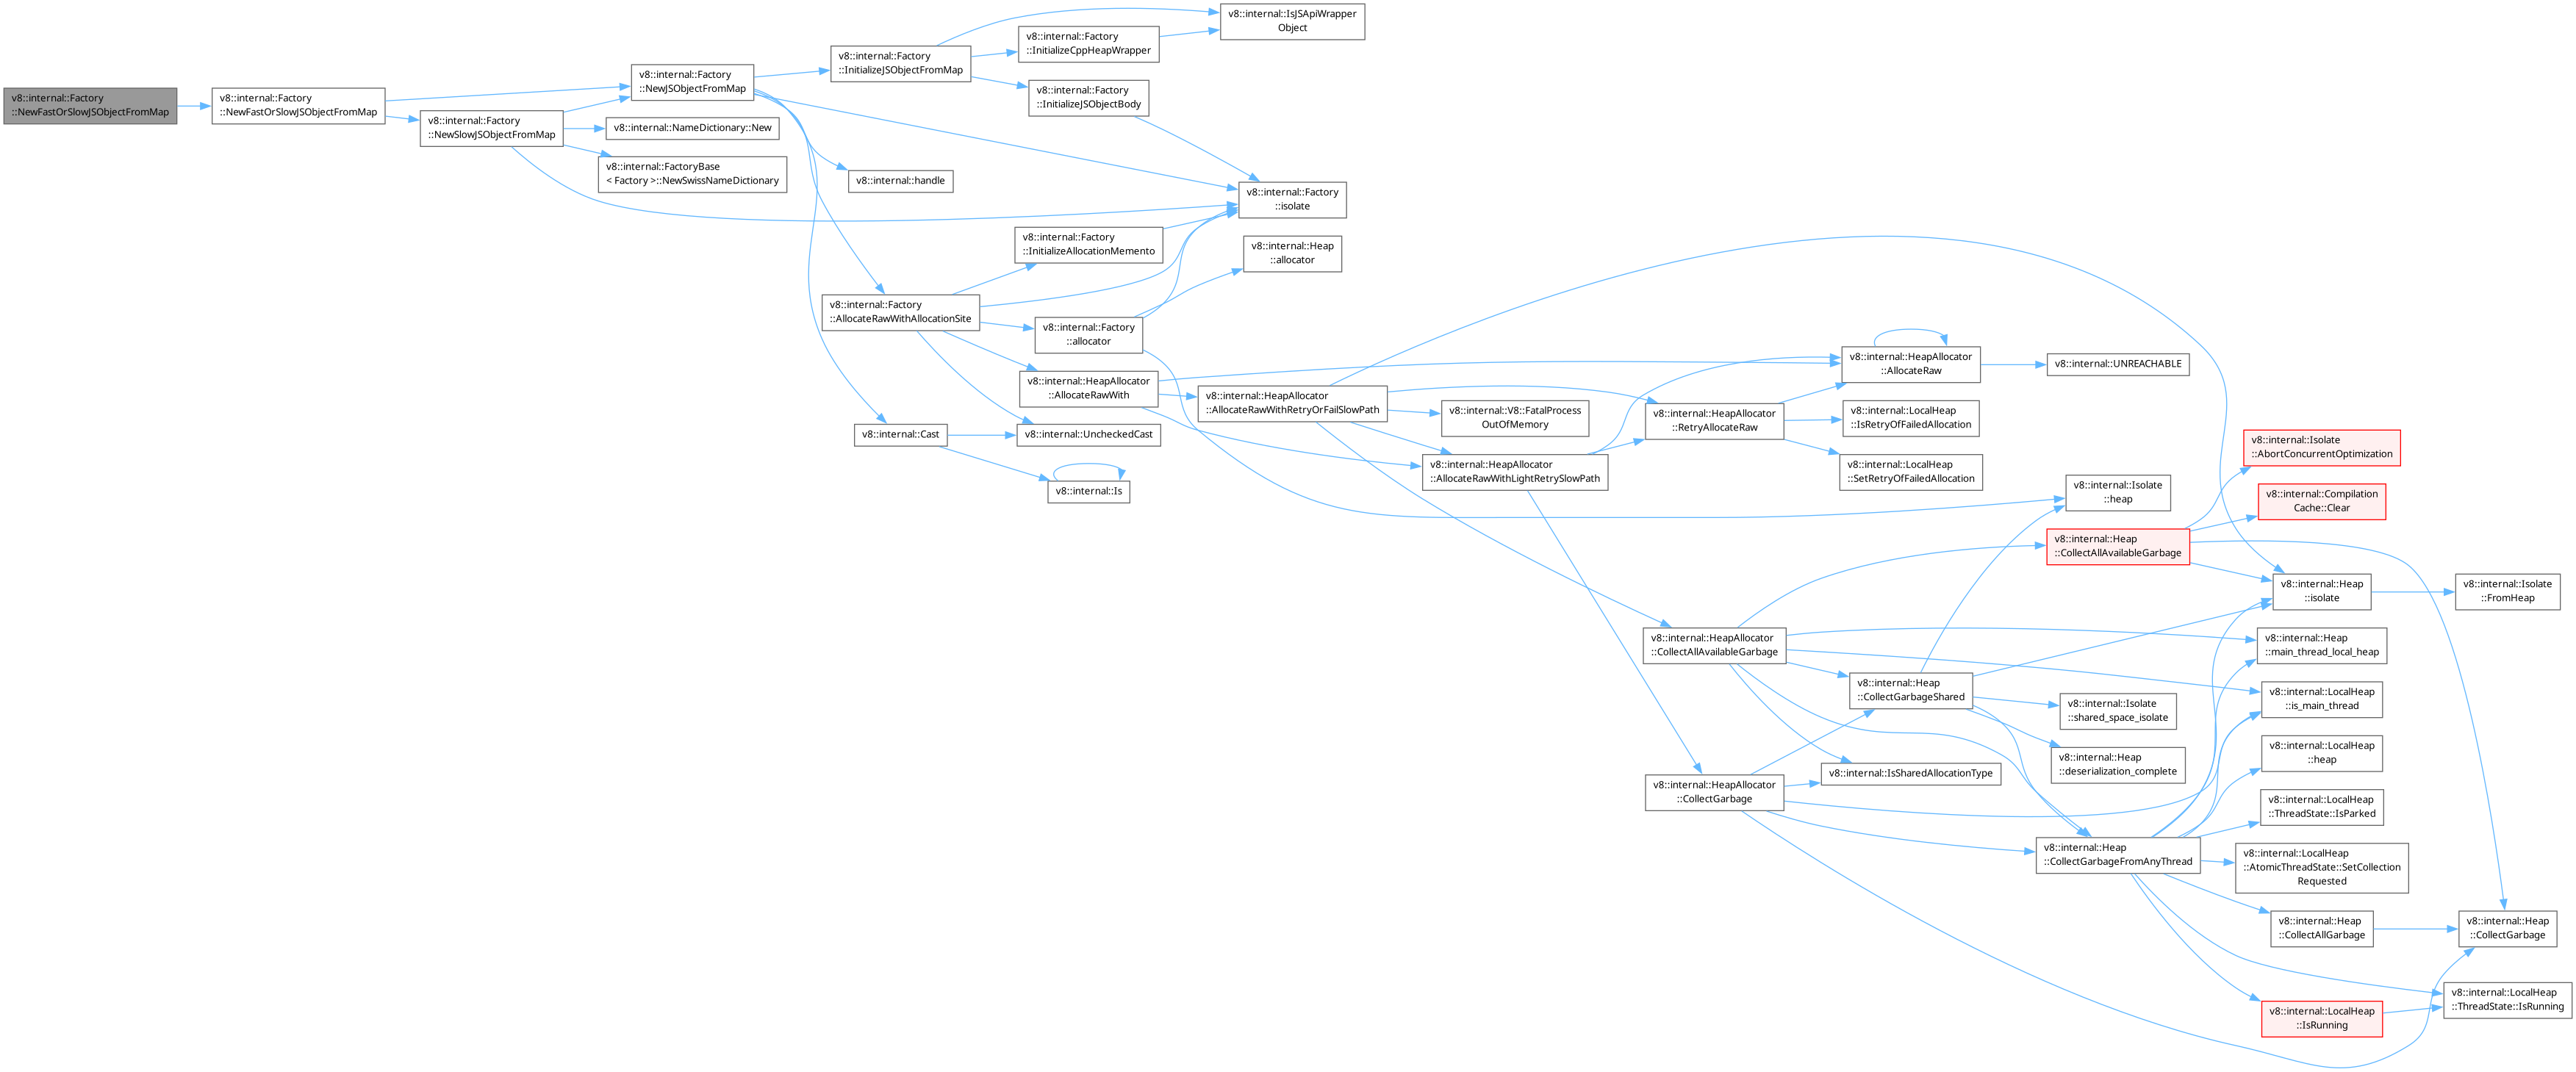 v8::internal::Factory
::NewFastOrSlowJSObjectFromMap
v8::internal::Factory
::NewFastOrSlowJSObjectFromMap
v8::internal::Factory
::NewSlowJSObjectFromMap
v8::internal::Factory
::NewJSObjectFromMap
v8::internal::NameDictionary::New
v8::internal::FactoryBase
< Factory >::NewSwissNameDictionary
v8::internal::Factory
::InitializeJSObjectFromMap
v8::internal::handle
v8::internal::Factory
::AllocateRawWithAllocationSite
v8::internal::Cast
v8::internal::Factory
::InitializeCppHeapWrapper
v8::internal::Factory
::InitializeJSObjectBody
v8::internal::Factory
::InitializeAllocationMemento
v8::internal::Factory
::allocator
v8::internal::HeapAllocator
::AllocateRawWith
v8::internal::UncheckedCast
v8::internal::Is
v8::internal::IsJSApiWrapper
Object
v8::internal::Factory
::isolate
v8::internal::Heap
::allocator
v8::internal::HeapAllocator
::AllocateRawWithRetryOrFailSlowPath
v8::internal::V8::FatalProcess
OutOfMemory
v8::internal::HeapAllocator
::AllocateRawWithLightRetrySlowPath
v8::internal::HeapAllocator
::RetryAllocateRaw
v8::internal::HeapAllocator
::CollectAllAvailableGarbage
v8::internal::HeapAllocator
::CollectGarbage
v8::internal::HeapAllocator
::AllocateRaw
v8::internal::LocalHeap
::IsRetryOfFailedAllocation
v8::internal::LocalHeap
::SetRetryOfFailedAllocation
v8::internal::Heap
::CollectGarbageShared
v8::internal::IsSharedAllocationType
v8::internal::UNREACHABLE
v8::internal::Isolate
::heap
v8::internal::Heap
::CollectAllAvailableGarbage
v8::internal::Isolate
::shared_space_isolate
v8::internal::Heap
::deserialization_complete
v8::internal::Heap
::CollectGarbageFromAnyThread
v8::internal::Isolate
::AbortConcurrentOptimization
v8::internal::Compilation
Cache::Clear
v8::internal::Heap
::isolate
v8::internal::Heap
::main_thread_local_heap
v8::internal::LocalHeap
::is_main_thread
v8::internal::LocalHeap
::heap
v8::internal::LocalHeap
::ThreadState::IsParked
v8::internal::LocalHeap
::AtomicThreadState::SetCollection
Requested
v8::internal::Heap
::CollectAllGarbage
v8::internal::LocalHeap
::IsRunning
v8::internal::Isolate
::FromHeap
v8::internal::Heap
::CollectGarbage
v8::internal::LocalHeap
::ThreadState::IsRunning